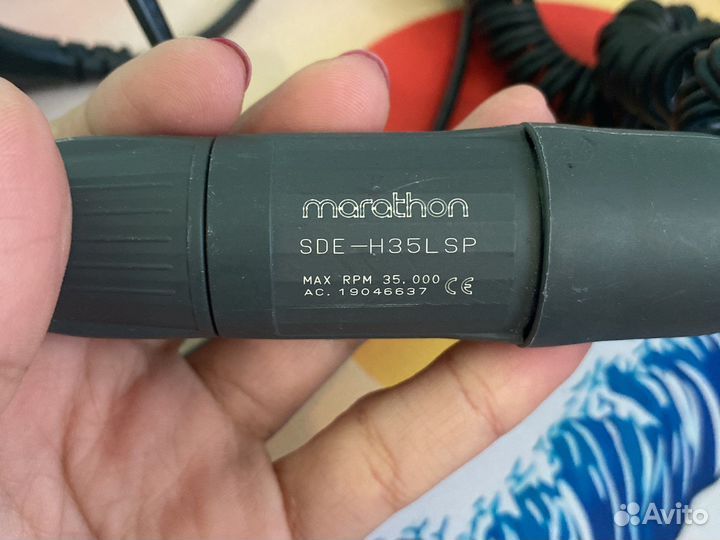 marathon
SDE-H35LSP
MAX RPM 35,000
AC. 19046637 CE
Avito